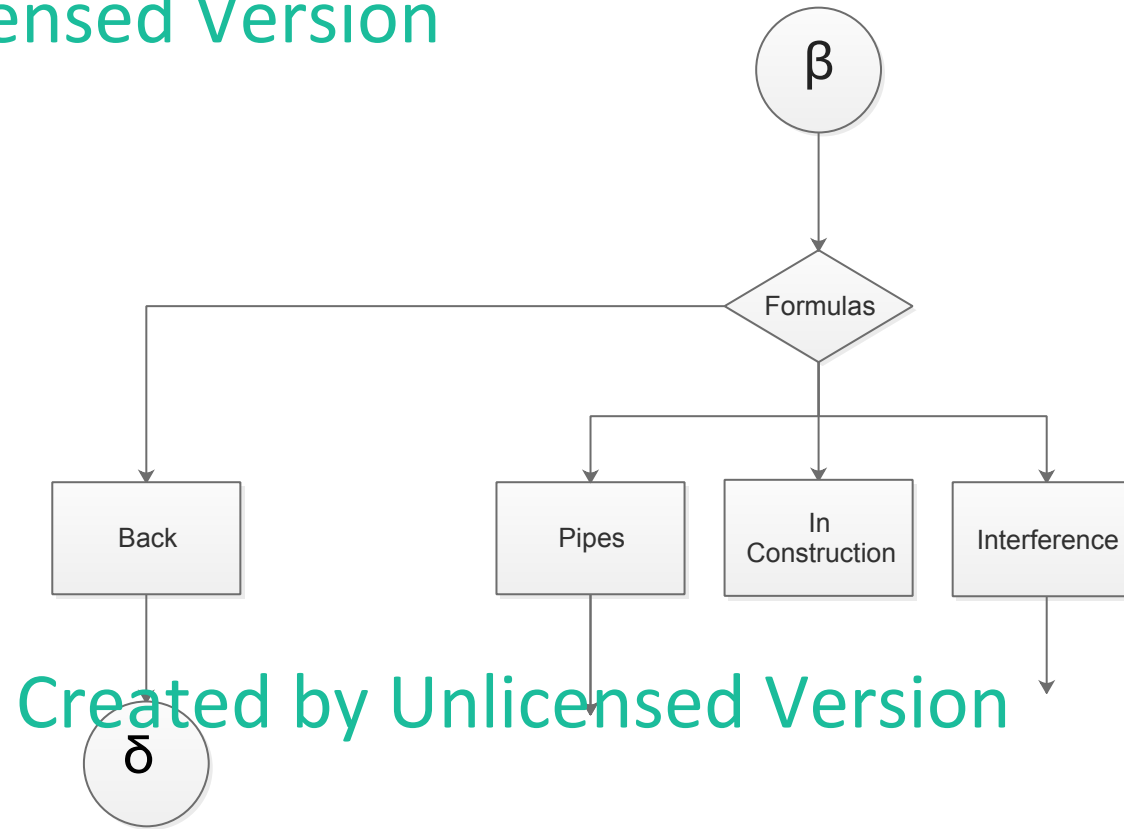 ensed Version
β
Formulas
Back
Pipes
In
Construction
Interference
Created by Unlicensed Version
δ